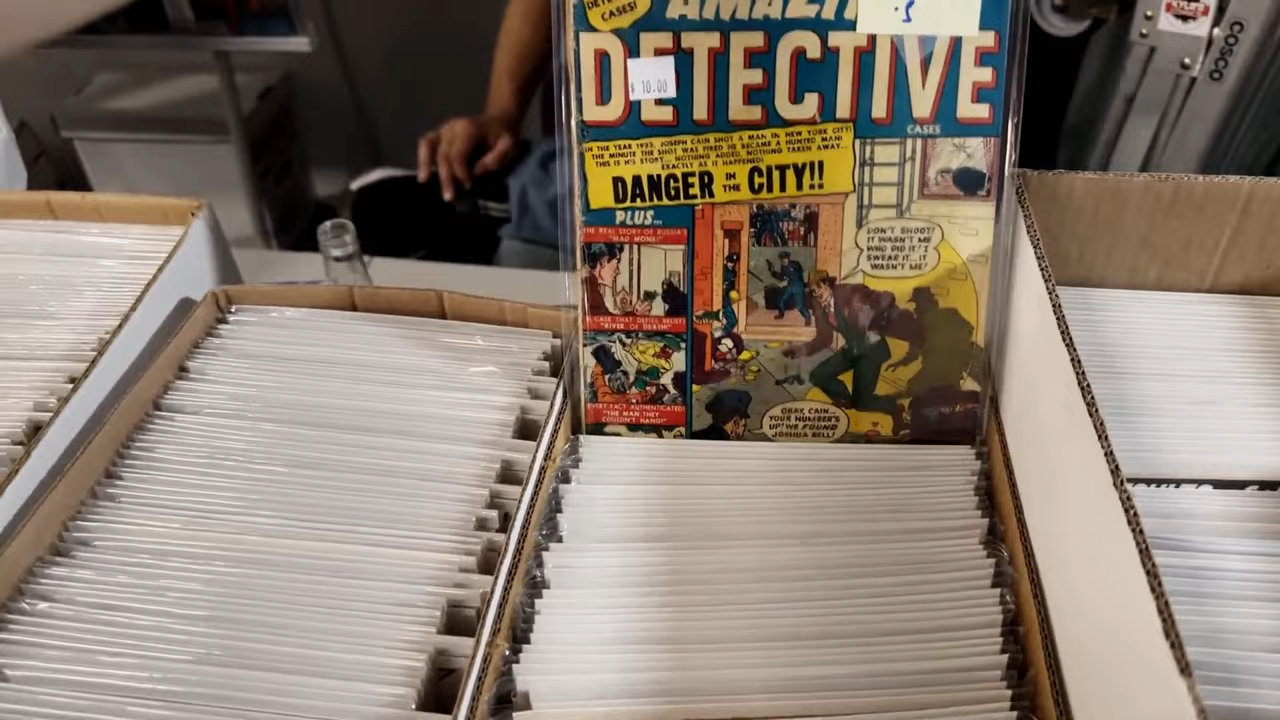 CASES!
AMAZI
.5
DETECTIVE
$ 10.00
CASES
IN THE YEAR 1933, JOSEPH CAIN SHOT A MAN IN NEW YORK CITY!
THE MINUTE THE SHOT WAS FIRED HE BECAME A HUNTED MAN!
THIS IS HIS STORY... NOTHING ADDED, NOTHING TAKEN AWAY...
EXACTLY AS IT HAPPENED!
DANGER IN THE CITY!!
PLUS...
THE REAL STORY OF RUSSIA'S
"MAD MONK!"
A CASE THAT DEFIES BELIEF!
"RIVER OF DEATH!"
EVERY FACT AUTHENTICATED!
"THE MAN THEY
COULDN'T HANG!"
DON'T SHOOT!
IT WASN'T ME
WHO DID IT! I
SWEAR IT... IT
WASN'T ME!
OKAY, CAIN...
YOUR NUMBER'S
UP! WE FOUND
JOSHUA BELL!
COSCO